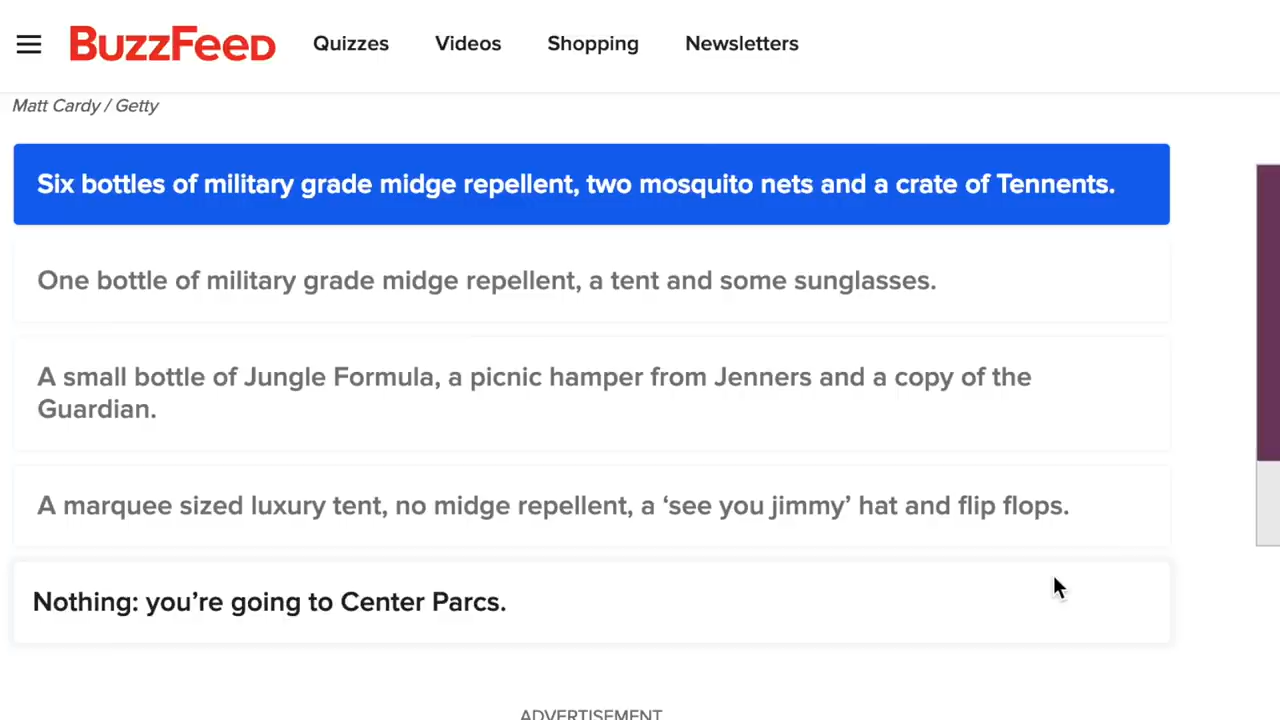 BuzzFeed Quizzes Videos Shopping Newsletters
Matt Cardy / Getty
Six bottles of military grade midge repellent, two mosquito nets and a crate of Tennents.
One bottle of military grade midge repellent, a tent and some sunglasses.
A small bottle of Jungle Formula, a picnic hamper from Jenners and a copy of the
Guardian.
A marquee sized luxury tent, no midge repellent, a ‘see you jimmy’ hat and flip flops.
Nothing: you’re going to Center Parcs.
ADVERTISEMENT